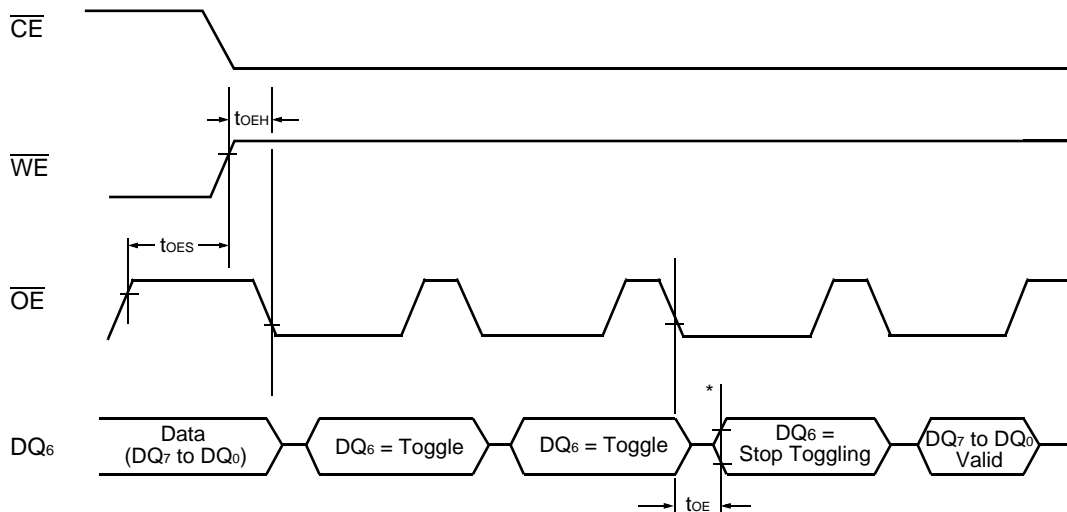 CE
tOEH
WE
tOES
OE
*
DQ6
Data
(DQ7 to DQ0)
DQ6 = Toggle
DQ6 = Toggle
DQ6 =
Stop Toggling
DQ7 to DQ0
Valid
tOE